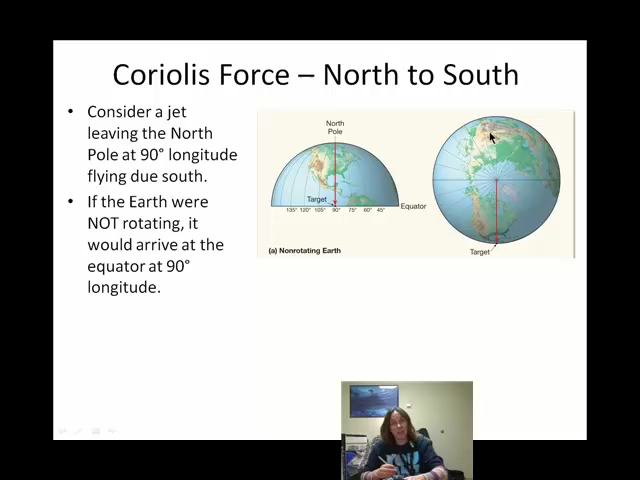 Coriolis Force – North to South
• Consider a jet
leaving the North
Pole at 90° longitude
flying due south.
• If the Earth were
NOT rotating, it
would arrive at the
equator at 90°
longitude.
North
Pole
Target
135° 120° 105° 90° 75° 60° 45°
Equator
(a) Nonrotating Earth
Target